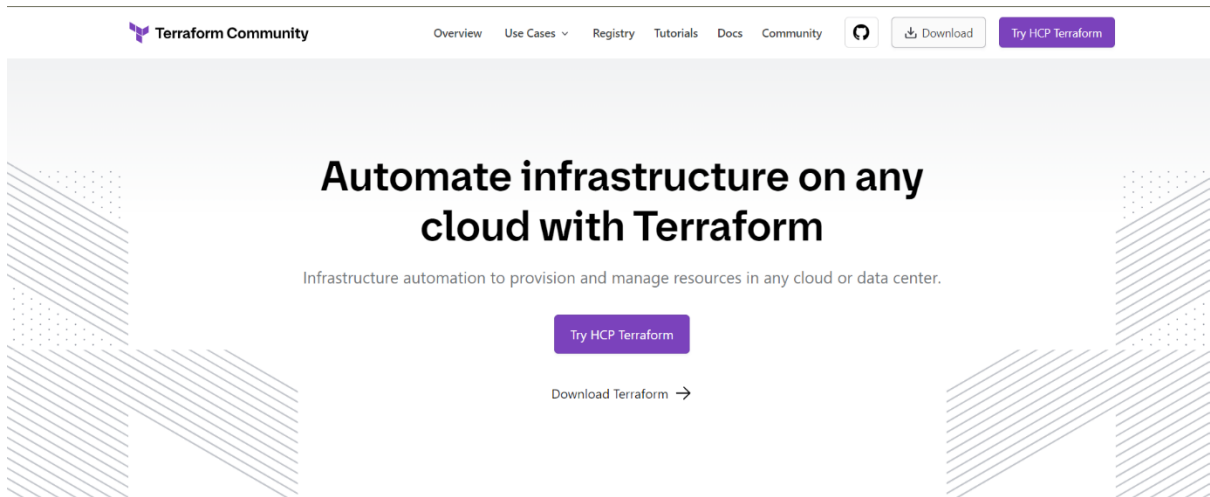 Terraform Community
Overview
Use Cases
Registry
Tutorials
Docs
Community
Download
Try HCP Terraform
Automate infrastructure on any
cloud with Terraform
Infrastructure automation to provision and manage resources in any cloud or data center.
Try HCP Terraform
Download Terraform